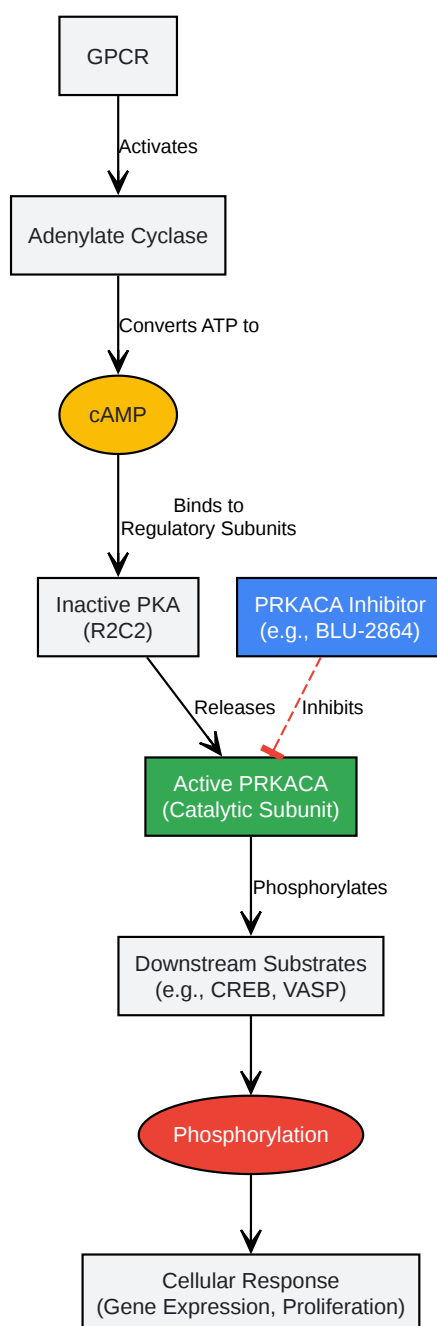 GPCR
Activates
Adenylate Cyclase
Converts ATP to
cAMP
Binds to
Regulatory Subunits
Inactive PKA
(R2C2)
PRKACA Inhibitor
(e.g., BLU-2864)
Releases
Inhibits
Active PRKACA
(Catalytic Subunit)
Phosphorylates
Downstream Substrates
(e.g., CREB, VASP)
Phosphorylation
Cellular Response
(Gene Expression, Proliferation)